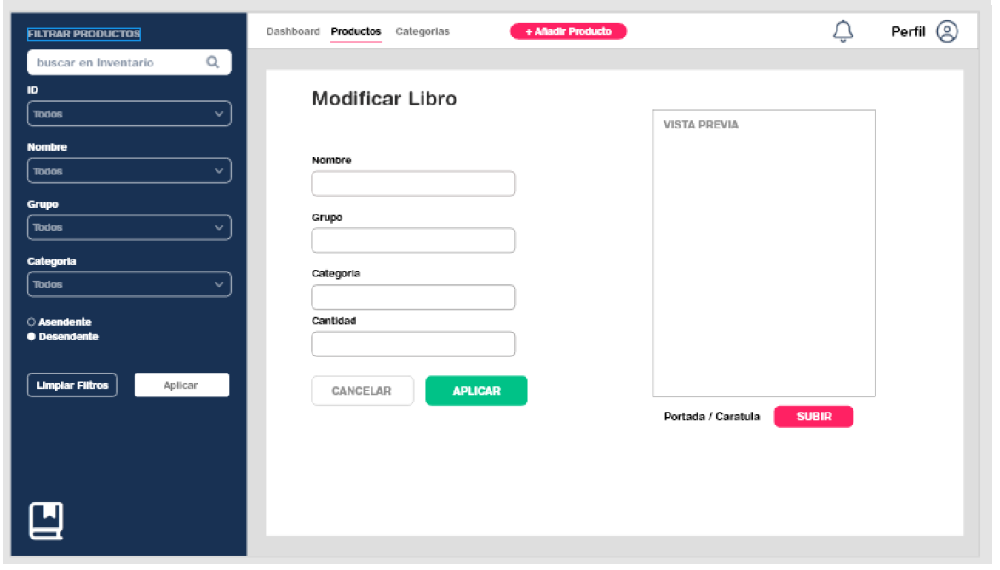 FILTRAR PRODUCTOS
buscar en Inventario
ID
Todos
Nombre
Todos
Grupo
Todos
Categoria
Todos
Asendente
Desendente
Limpiar Filtros
Aplicar
Dashboard Productos Categorias + Añadir Producto Perfil
Modificar Libro
Nombre
Grupo
Categoria
Cantidad
CANCELAR APLICAR
VISTA PREVIA
Portada / Caratula SUBIR